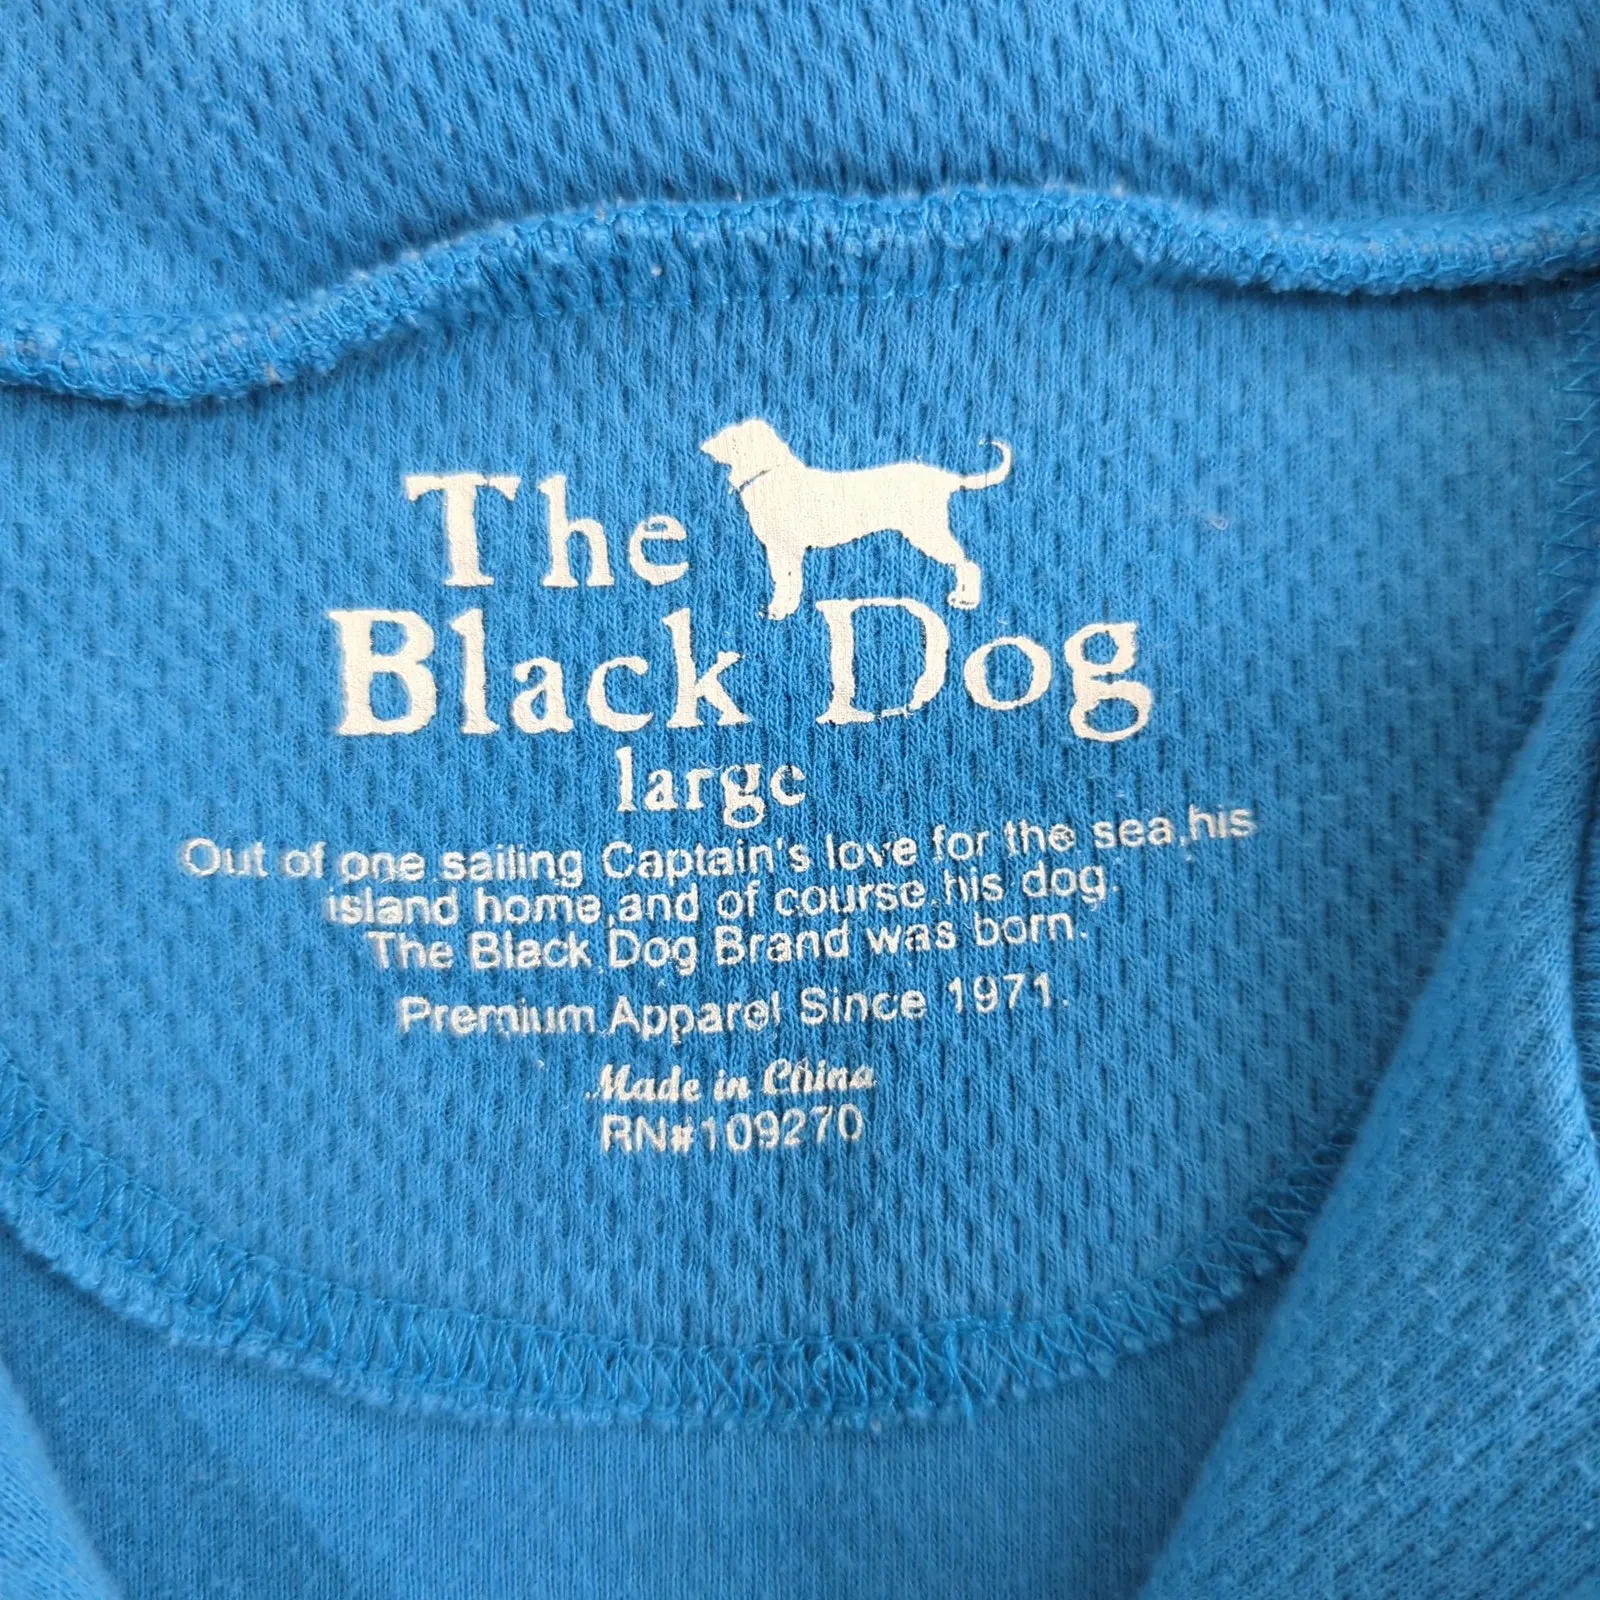 The
Black Dog
large
Out of one sailing Captain's love for the sea,his
island home,and of course,his dog.
The Black Dog Brand was born.
Premium Apparel Since 1971.
Made in China
RN#109270